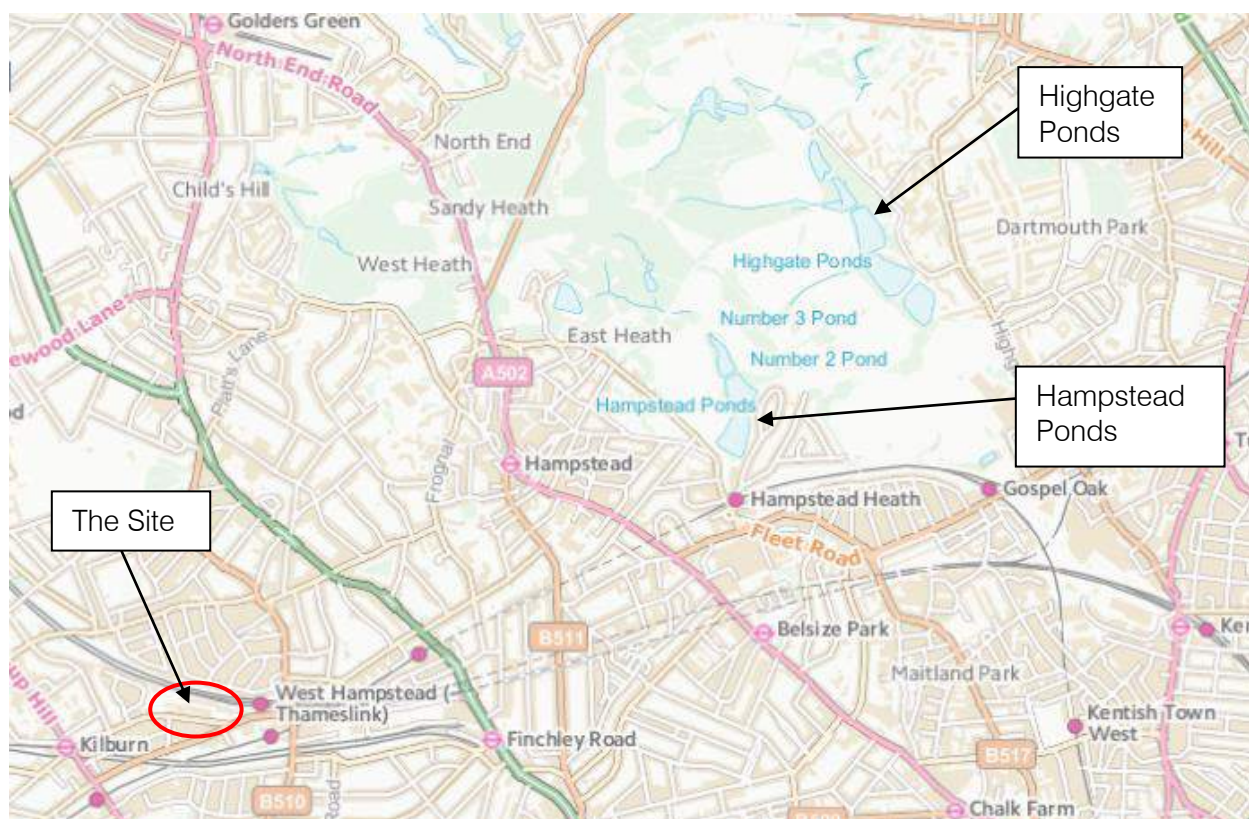 Golders Green
North End Road
Highgate
Ponds
North End
Child's Hill
Sandy Heath
Dartmouth Park
West Heath
Highgate Ponds
Number 3 Pond
East Heath
Platt's Lane
A502
Number 2 Pond
Hampstead
Ponds
Hampstead Ponds
Frognal
Hampstead
Gospel Oak
Hampstead Heath
The Site
Fleet Road
B511
Belsize Park
Maitland Park
West Hampstead (
Thameslink)
Kentish Town
West
Kilburn
Finchley Road
B517
B510
Road
Chalk Farm